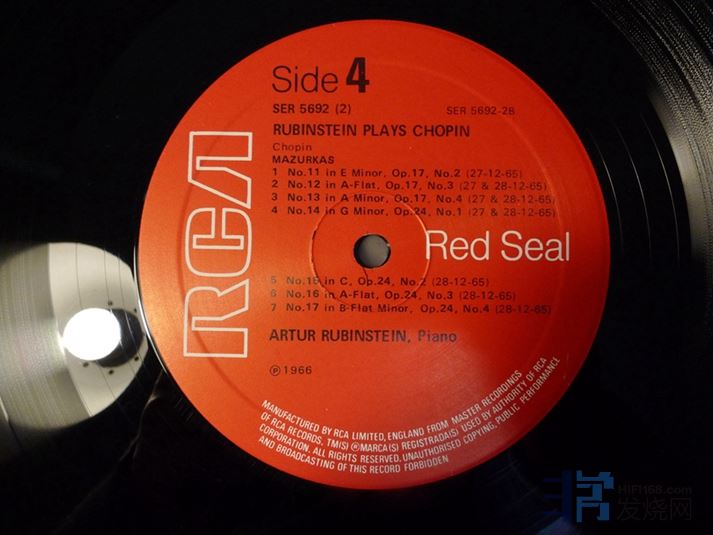 Side 4
SER 5692 (2) SER 5692-2B
RUBINSTEIN PLAYS CHOPIN
Chopin
MAZURKAS
1 No.11 in E Minor, Op.17, No.2 (27-12-65)
2 No.12 in A-Flat, Op.17, No.3 (27 & 28-12-65)
3 No.13 in A Minor, Op.17, No.4 (27 & 28-12-65)
4 No.14 in G Minor, Op.24, No.1 (27 & 28-12-65)
RCA
Red Seal
5 No.15 in C, Op.24, No.2 (28-12-65)
6 No.16 in A-Flat, Op.24, No.3 (28-12-65)
7 No.17 in B-Flat Minor, Op.24, No.4 (28-12-65)
ARTUR RUBINSTEIN, Piano
℗ 1966
MANUFACTURED BY RCA LIMITED, ENGLAND FROM MASTER RECORDINGS
OF RCA RECORDS, TM(S) ® MARCA(S) REGISTRADA(S) USED BY AUTHORITY OF RCA
CORPORATION. ALL RIGHTS RESERVED. UNAUTHORISED COPYING, PUBLIC PERFORMANCE
AND BROADCASTING OF THIS RECORD FORBIDDEN
HIFI168.com
发烧网